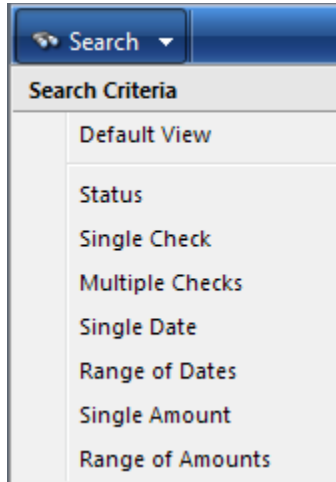 Search
Search Criteria
Default View
Status
Single Check
Multiple Checks
Single Date
Range of Dates
Single Amount
Range of Amounts